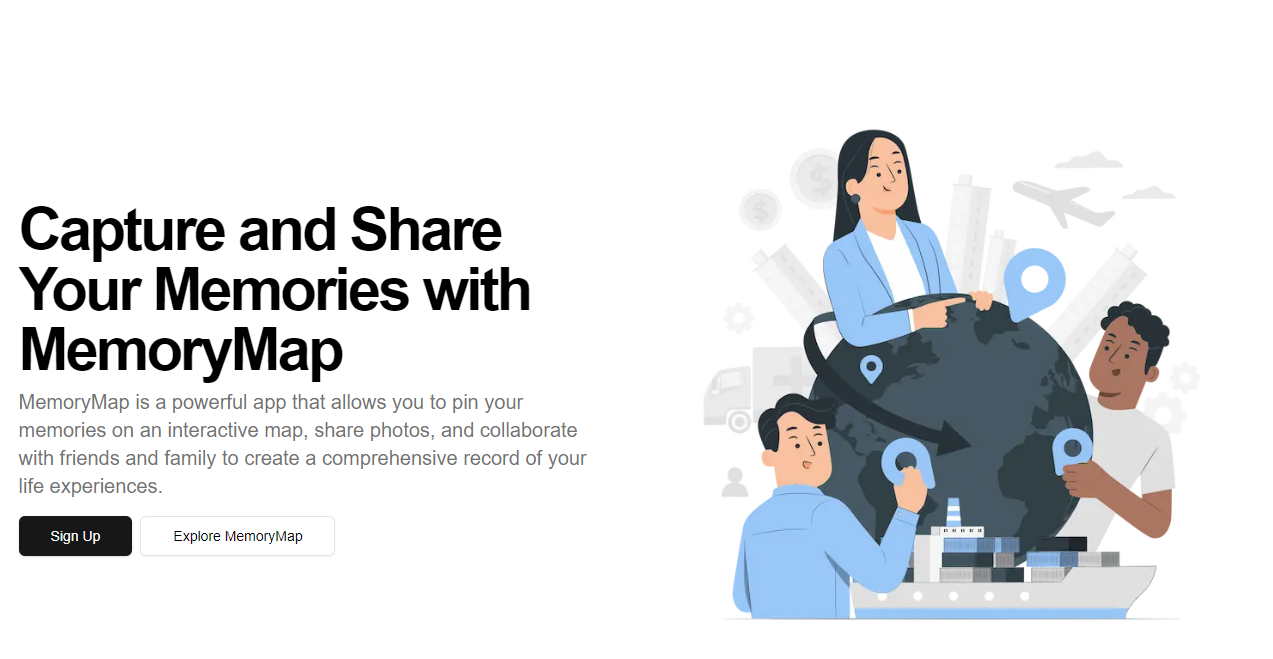 Capture and Share
Your Memories with
MemoryMap
MemoryMap is a powerful app that allows you to pin your
memories on an interactive map, share photos, and collaborate
with friends and family to create a comprehensive record of your
life experiences.
Sign Up
Explore MemoryMap